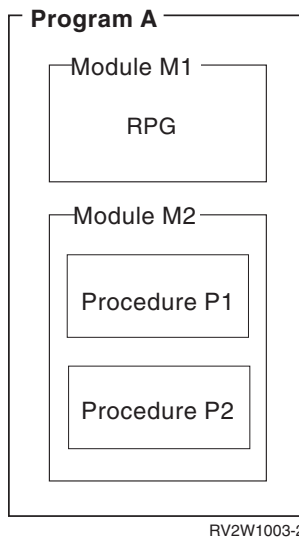 Program A
Module M1
RPG
Module M2
Procedure P1
Procedure P2
RV2W1003-2